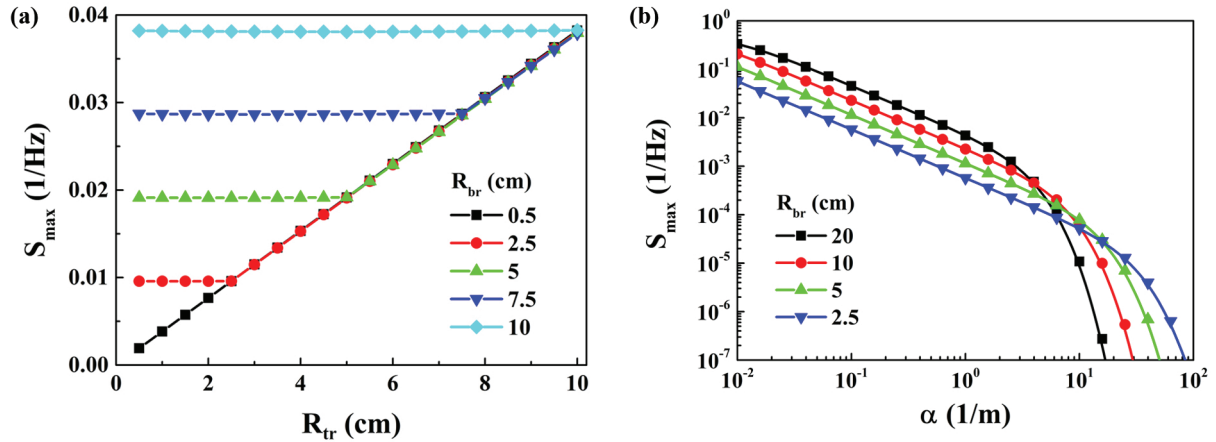 (a)
0.04
0.03
0.02
0.01
0.00
S_max (1/Hz)
R_br (cm)
0.5
2.5
5
7.5
10
0 2 4 6 8 10
R_tr (cm)
(b)
10^0
10^-1
10^-2
10^-3
10^-4
10^-5
10^-6
10^-7
S_max (1/Hz)
R_br (cm)
20
10
5
2.5
10^-2 10^-1 10^0 10^1 10^2
α (1/m)